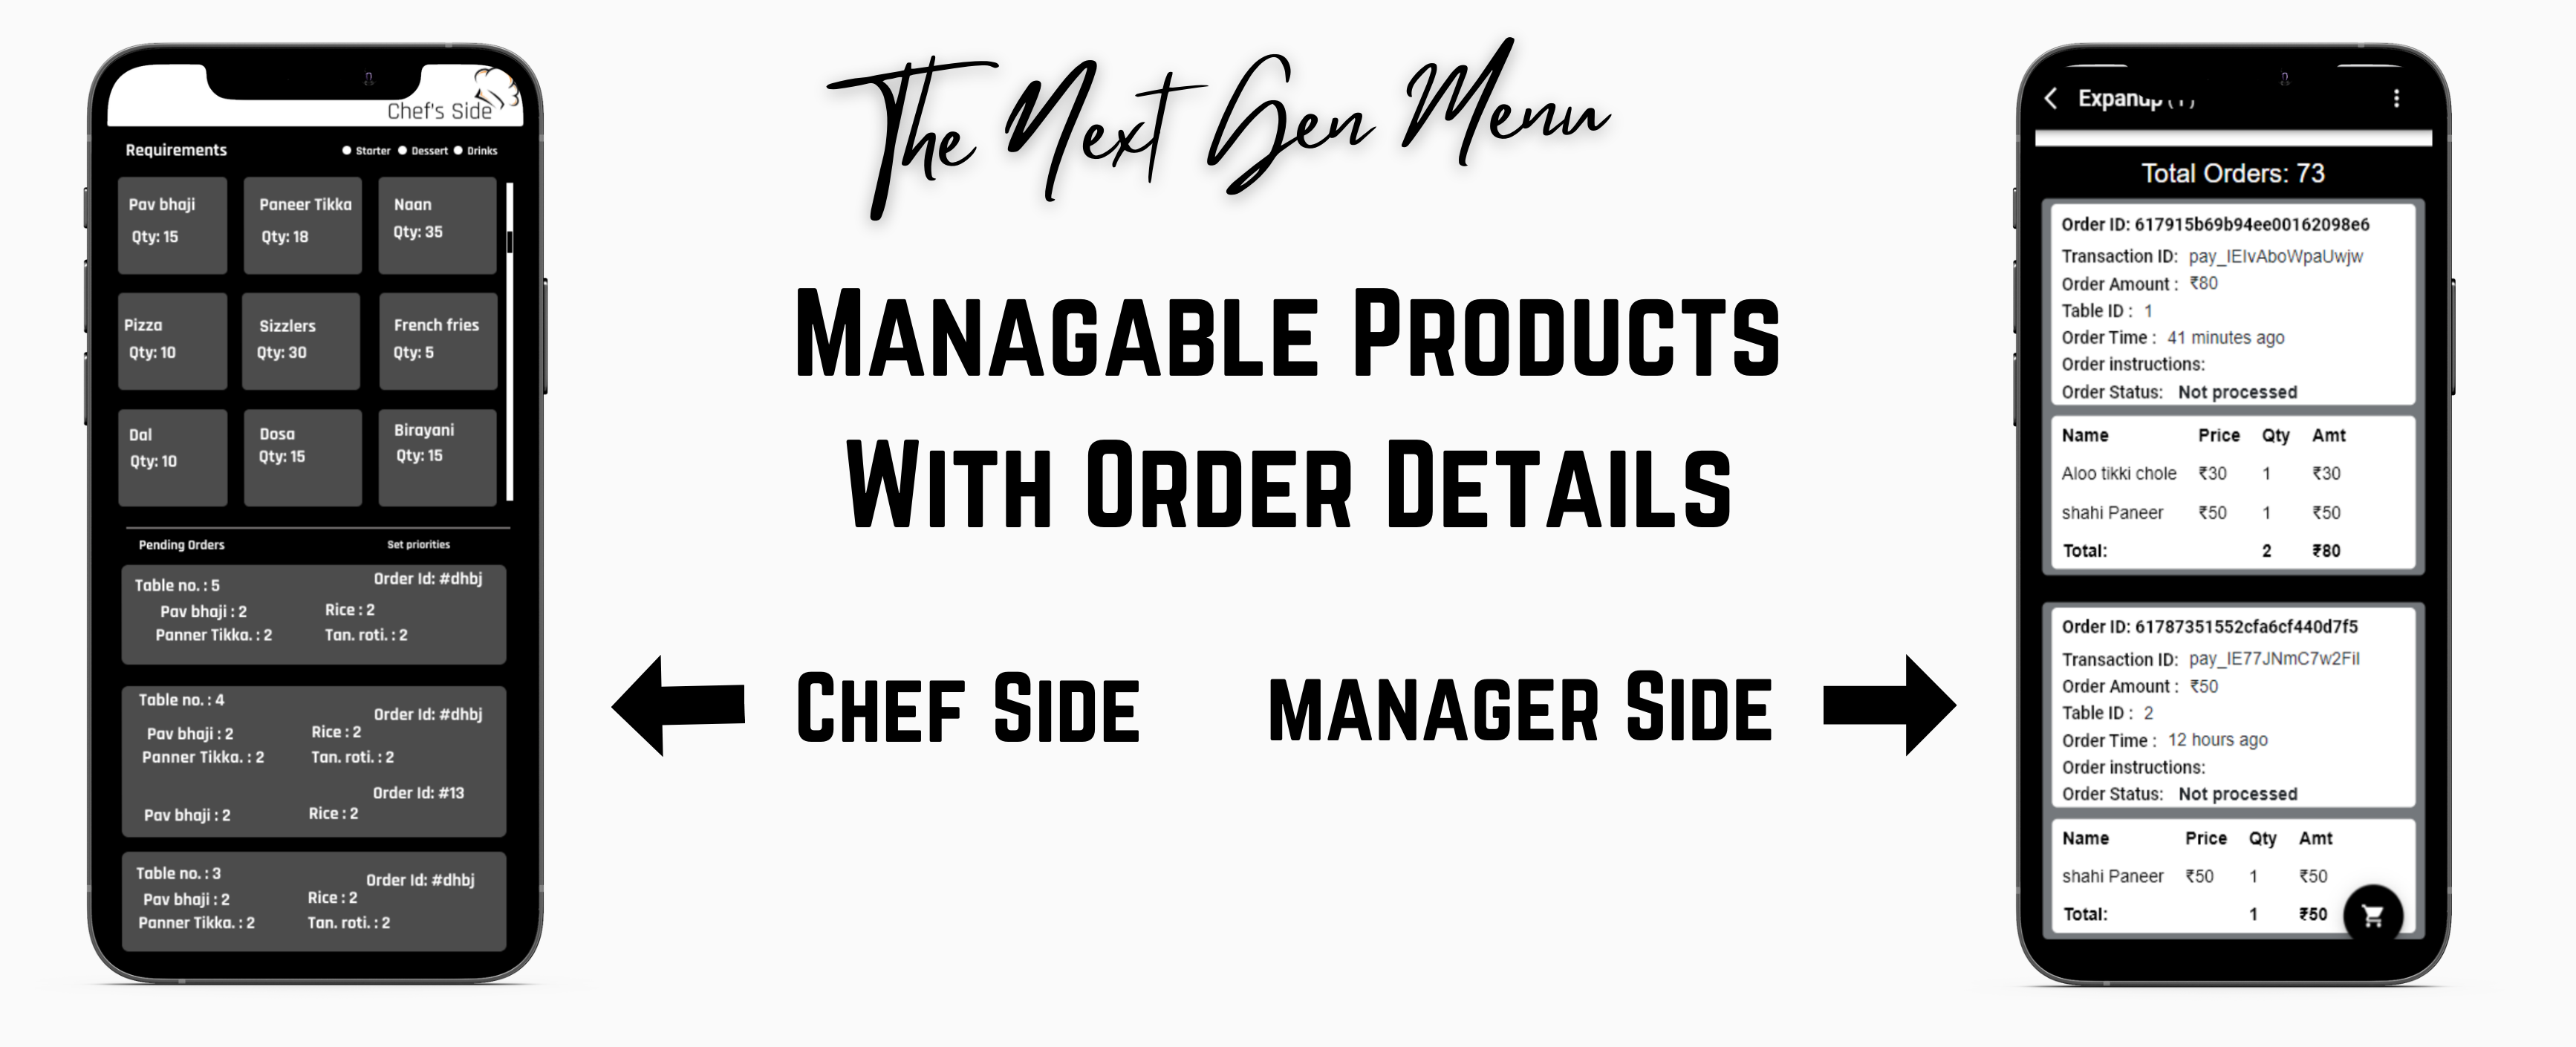 The Next Gen Menu
Managable Products
With Order Details
Chef Side
manager Side
Chef's Side
Requirements
Starter Dessert Drinks
Pav bhaji Paneer Tikka Naan
Qty: 15 Qty: 18 Qty: 35
Pizza Sizzlers French fries
Qty: 10 Qty: 30 Qty: 5
Dal Dosa Birayani
Qty: 10 Qty: 15 Qty: 15
Pending Orders Set priorities
Table no. : 5 Order Id: #dhbj
Pav bhaji : 2 Rice : 2
Panner Tikka. : 2 Tan. roti. : 2
Table no. : 4 Order Id: #dhbj
Pav bhaji : 2 Rice : 2
Panner Tikka. : 2 Tan. roti. : 2
Order Id: #13
Pav bhaji : 2 Rice : 2
Table no. : 3 Order Id: #dhbj
Pav bhaji : 2 Rice : 2
Panner Tikka. : 2 Tan. roti. : 2
Expanup
Total Orders: 73
Order ID: 617915b69b94ee00162098e6
Transaction ID: pay_IEIvAboWpaUwjw
Order Amount : ₹80
Table ID : 1
Order Time : 41 minutes ago
Order instructions:
Order Status: Not processed
Name Price Qty Amt
Aloo tikki chole ₹30 1 ₹30
shahi Paneer ₹50 1 ₹50
Total: 2 ₹80
Order ID: 61787351552cfa6cf440d7f5
Transaction ID: pay_IE77JNmC7w2Fil
Order Amount : ₹50
Table ID : 2
Order Time : 12 hours ago
Order instructions:
Order Status: Not processed
Name Price Qty Amt
shahi Paneer ₹50 1 ₹50
Total: 1 ₹50